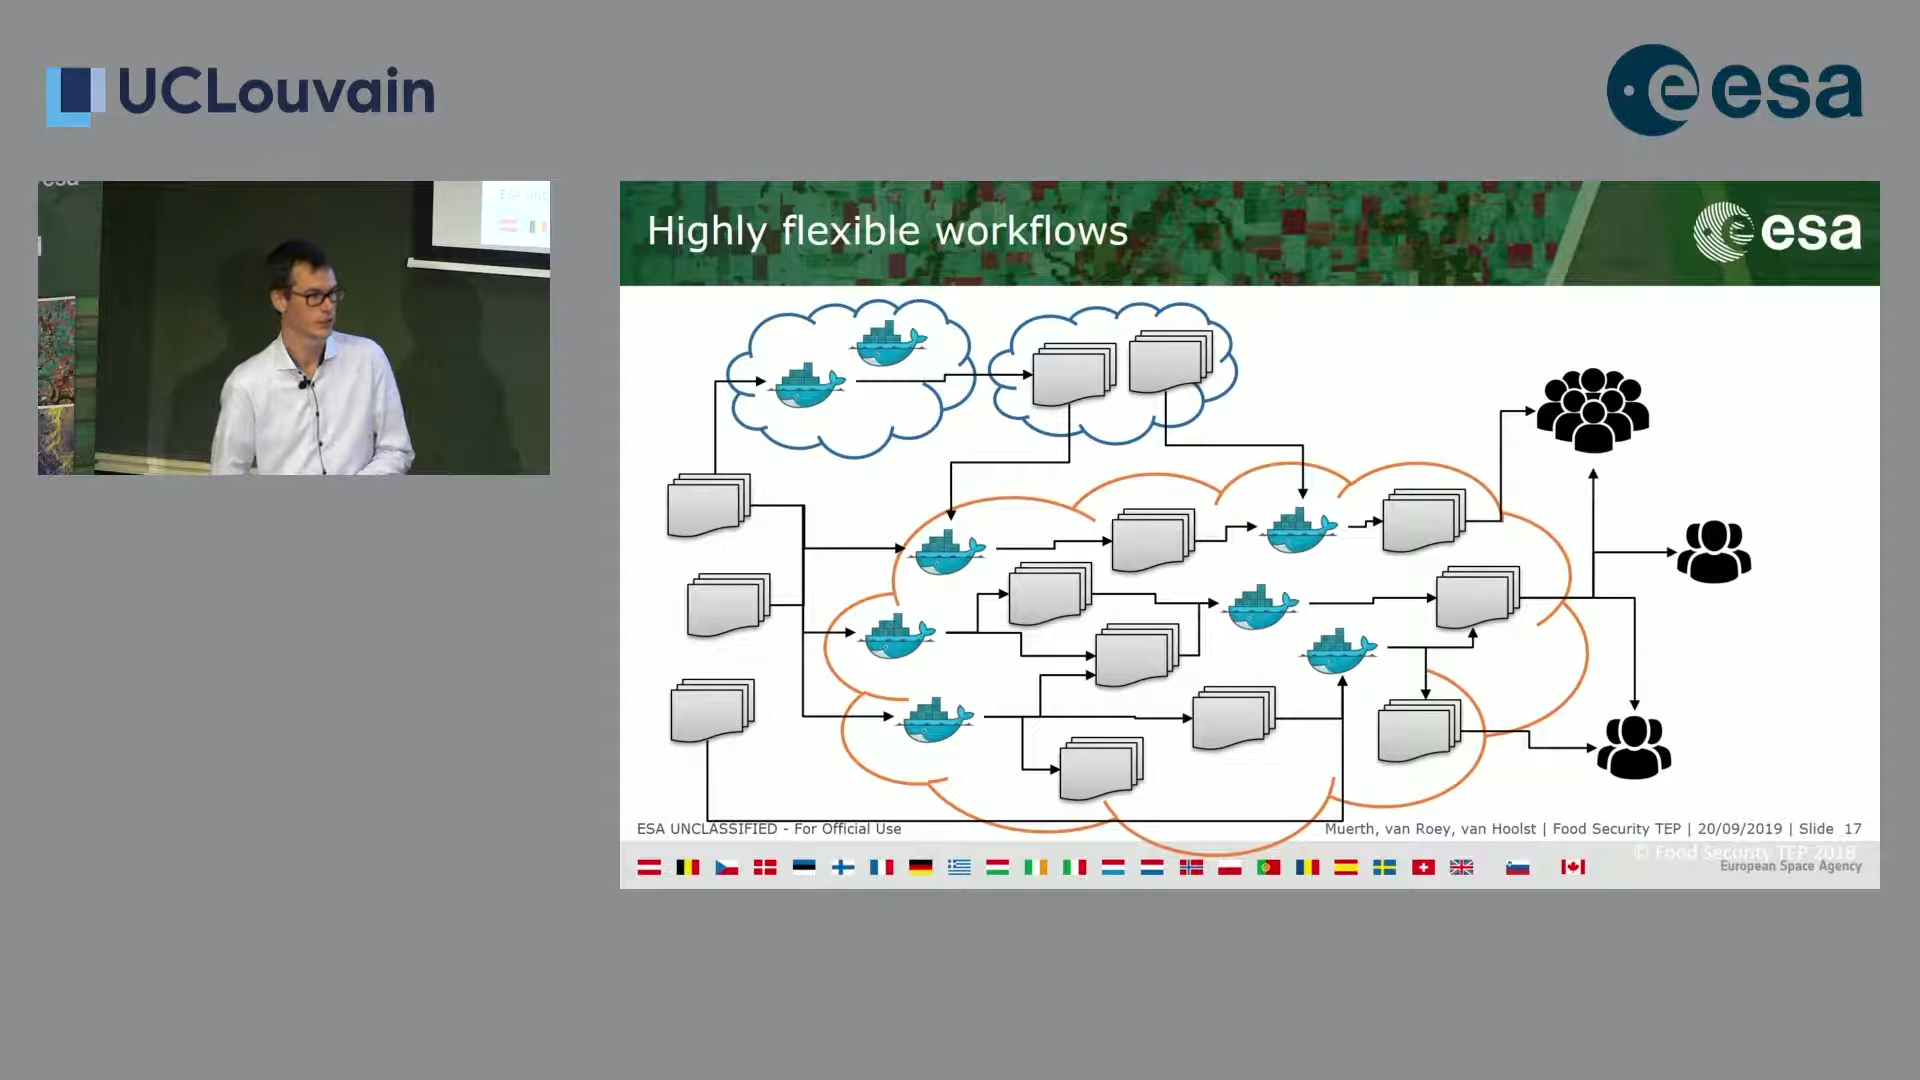 UCLouvain
esa
esa
Highly flexible workflows
esa
ESA UNCLASSIFIED - For Official Use
Muerth, van Roey, van Hoolst | Food Security TEP | 20/09/2019 | Slide 17
© Food Security TEP 2018
European Space Agency